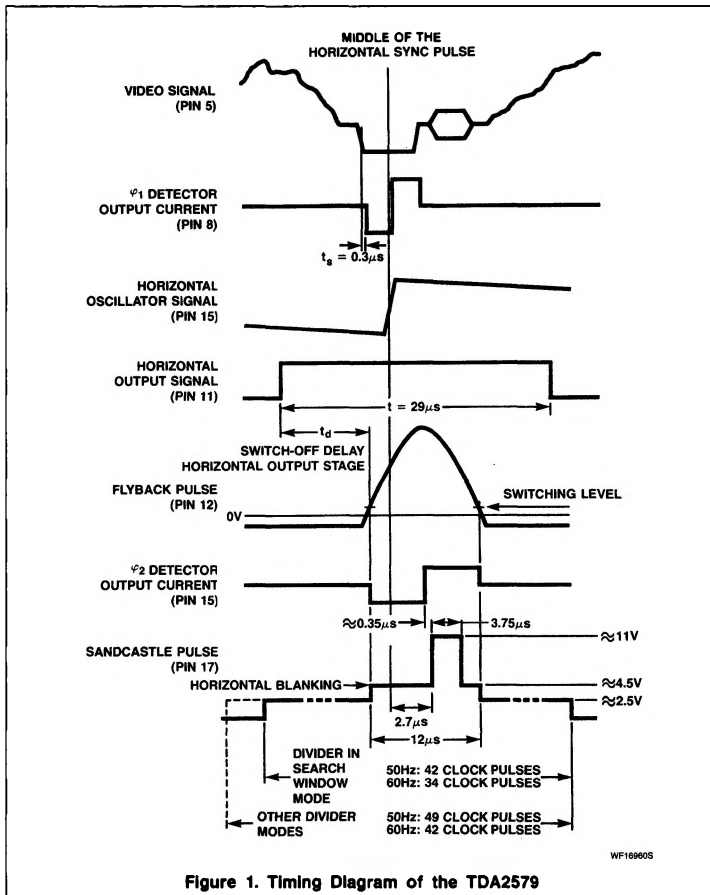 MIDDLE OF THE
HORIZONTAL SYNC PULSE
VIDEO SIGNAL
(PIN 5)
φ1 DETECTOR
OUTPUT CURRENT
(PIN 8)
ts = 0.3μs
HORIZONTAL
OSCILLATOR SIGNAL
(PIN 15)
HORIZONTAL
OUTPUT SIGNAL
(PIN 11)
t = 29μs
td
SWITCH-OFF DELAY
HORIZONTAL OUTPUT STAGE
FLYBACK PULSE
(PIN 12)
SWITCHING LEVEL
0V
φ2 DETECTOR
OUTPUT CURRENT
(PIN 15)
≈0.35μs
3.75μs
SANDCASTLE PULSE
(PIN 17)
≈11V
HORIZONTAL BLANKING
≈4.5V
≈2.5V
2.7μs
12μs
DIVIDER IN
SEARCH
WINDOW
MODE
50Hz: 42 CLOCK PULSES
60Hz: 34 CLOCK PULSES
OTHER DIVIDER
MODES
50Hz: 49 CLOCK PULSES
60Hz: 42 CLOCK PULSES
WF16960S
Figure 1. Timing Diagram of the TDA2579